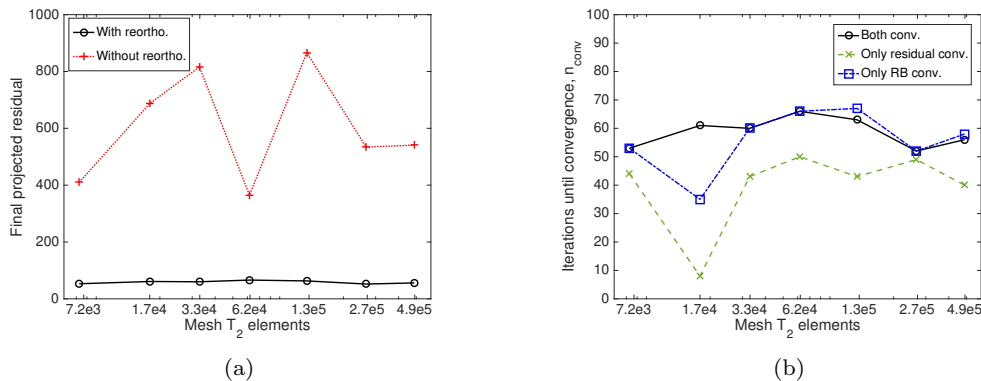 1000
800
600
400
200
0
Final projected residual
With reortho.
Without reortho.
7.2e3 1.7e4 3.3e4 6.2e4 1.3e5 2.7e5 4.9e5
Mesh T2 elements
(a)
100
90
80
70
60
50
40
30
20
10
0
Iterations until convergence, nconv
Both conv.
Only residual conv.
Only RB conv.
7.2e3 1.7e4 3.3e4 6.2e4 1.3e5 2.7e5 4.9e5
Mesh T2 elements
(b)